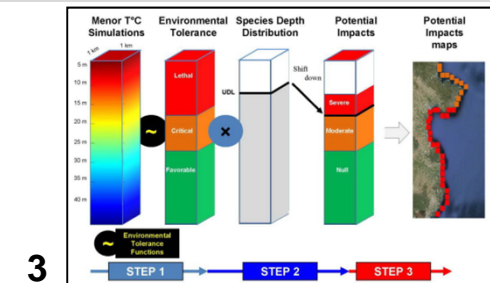 Menor T°C Simulations
Environmental Tolerance
Species Depth Distribution
Potential Impacts
Potential Impacts maps
1 km
1 km
5 m
10 m
15 m
20 m
25 m
30 m
35 m
40 m
~
Lethal
Critical
Favorable
×
UDL
Shift down
Severe
Moderate
Null
~
Environmental Tolerance Functions
STEP 1
STEP 2
STEP 3
3